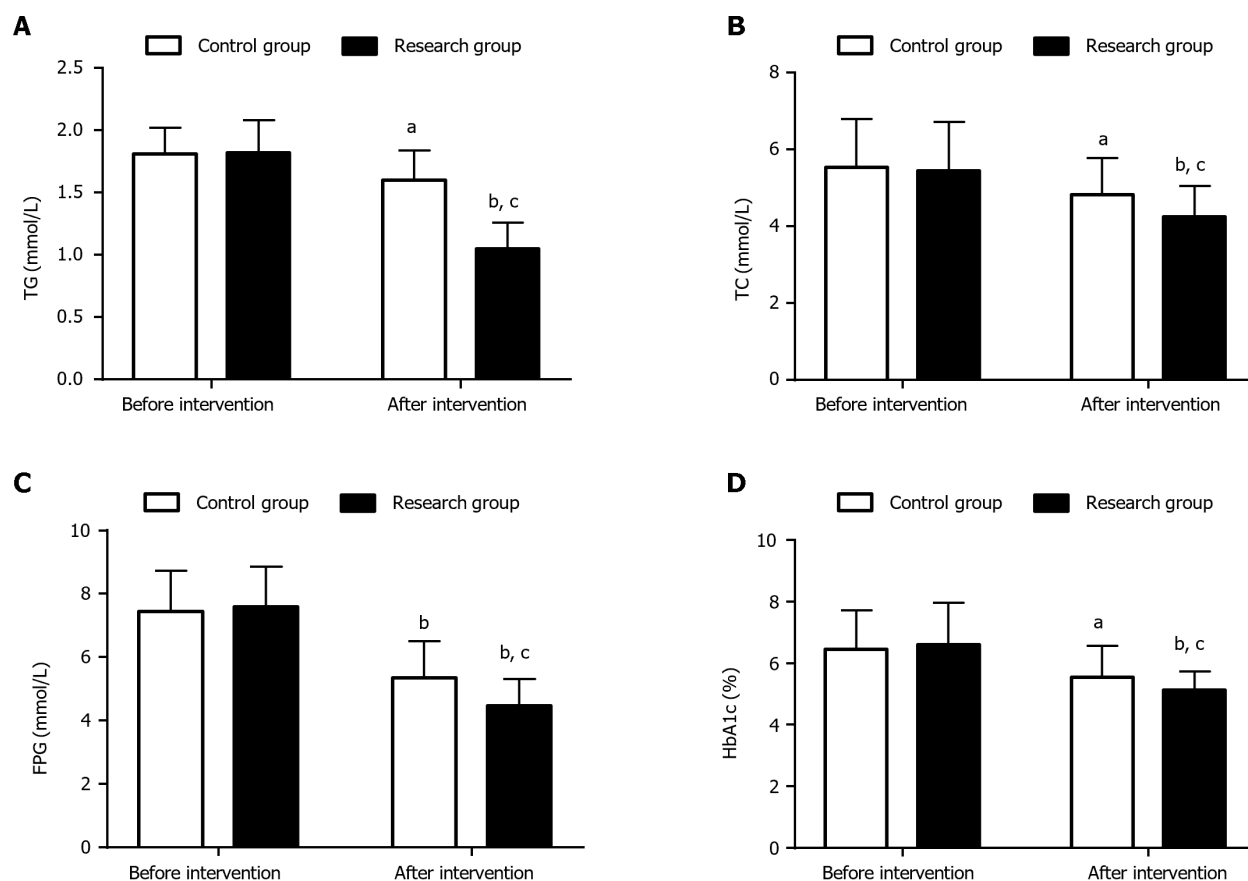 A
Control group Research group
2.5
2.0
1.5
1.0
0.5
0.0
TG (mmol/L)
a
b, c
Before intervention After intervention
B
Control group Research group
8
6
4
2
0
TC (mmol/L)
a
b, c
Before intervention After intervention
C
Control group Research group
10
8
6
4
2
0
FPG (mmol/L)
b
b, c
Before intervention After intervention
D
Control group Research group
10
8
6
4
2
0
HbA1c (%)
a
b, c
Before intervention After intervention